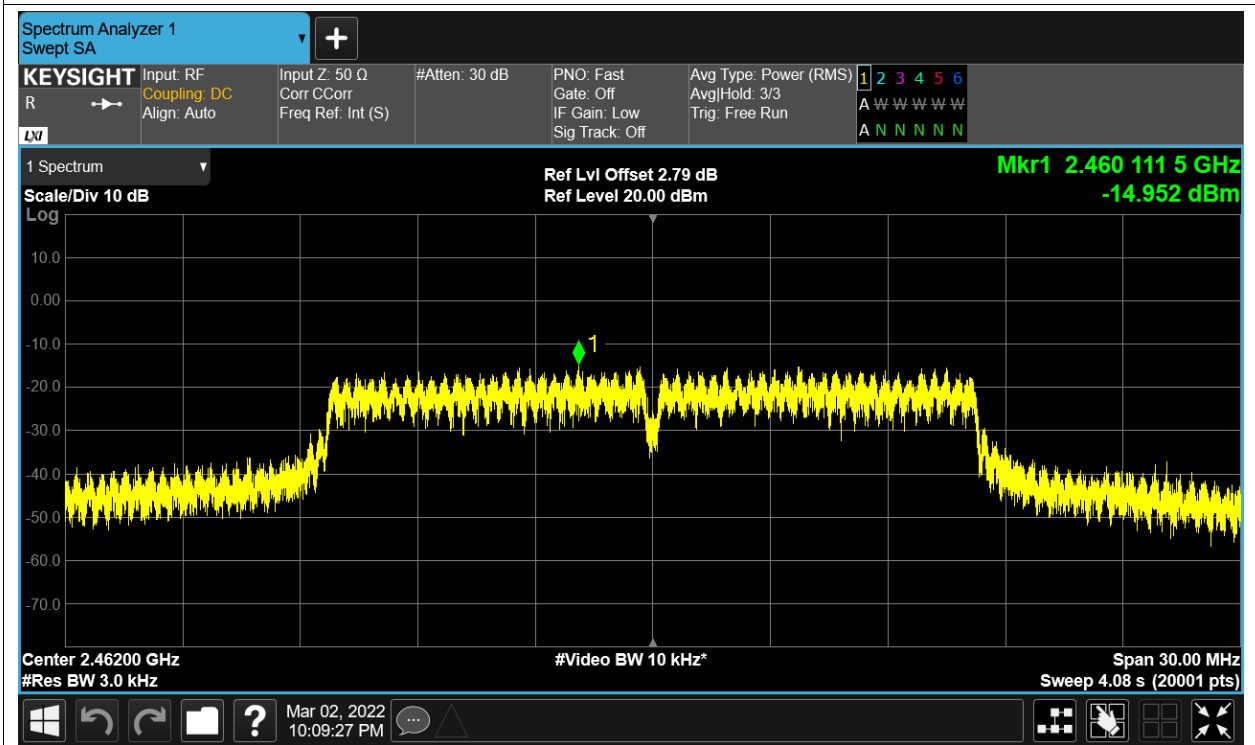 Spectrum Analyzer 1
Swept SA
+
KEYSIGHT
R
LXI
Input: RF
Coupling: DC
Align: Auto
Input Z: 50 Ω
Corr CCorr
Freq Ref: Int (S)
#Atten: 30 dB
PNO: Fast
Gate: Off
IF Gain: Low
Sig Track: Off
Avg Type: Power (RMS)
Avg|Hold: 3/3
Trig: Free Run
1 2 3 4 5 6
A W W W W W
A N N N N N
1 Spectrum
Scale/Div 10 dB
Ref Lvl Offset 2.79 dB
Ref Level 20.00 dBm
Mkr1 2.460 111 5 GHz
-14.952 dBm
Log
10.0
0.00
-10.0
-20.0
-30.0
-40.0
-50.0
-60.0
-70.0
1
Center 2.46200 GHz
#Res BW 3.0 kHz
#Video BW 10 kHz*
Span 30.00 MHz
Sweep 4.08 s (20001 pts)
?
Mar 02, 2022
10:09:27 PM